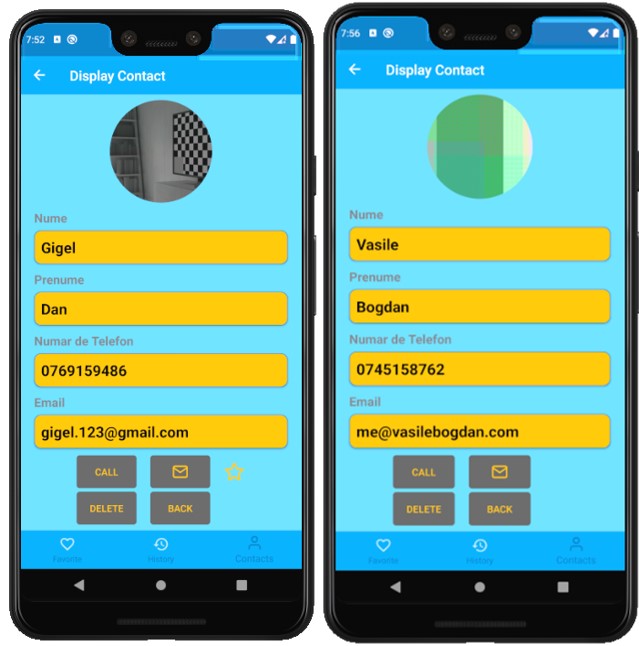 7:52
Display Contact
Nume
Gigel
Prenume
Dan
Numar de Telefon
0769159486
Email
gigel.123@gmail.com
CALL
DELETE BACK
Favorite History Contacts
7:56
Display Contact
Nume
Vasile
Prenume
Bogdan
Numar de Telefon
0745158762
Email
me@vasilebogdan.com
CALL
DELETE BACK
Favorite History Contacts